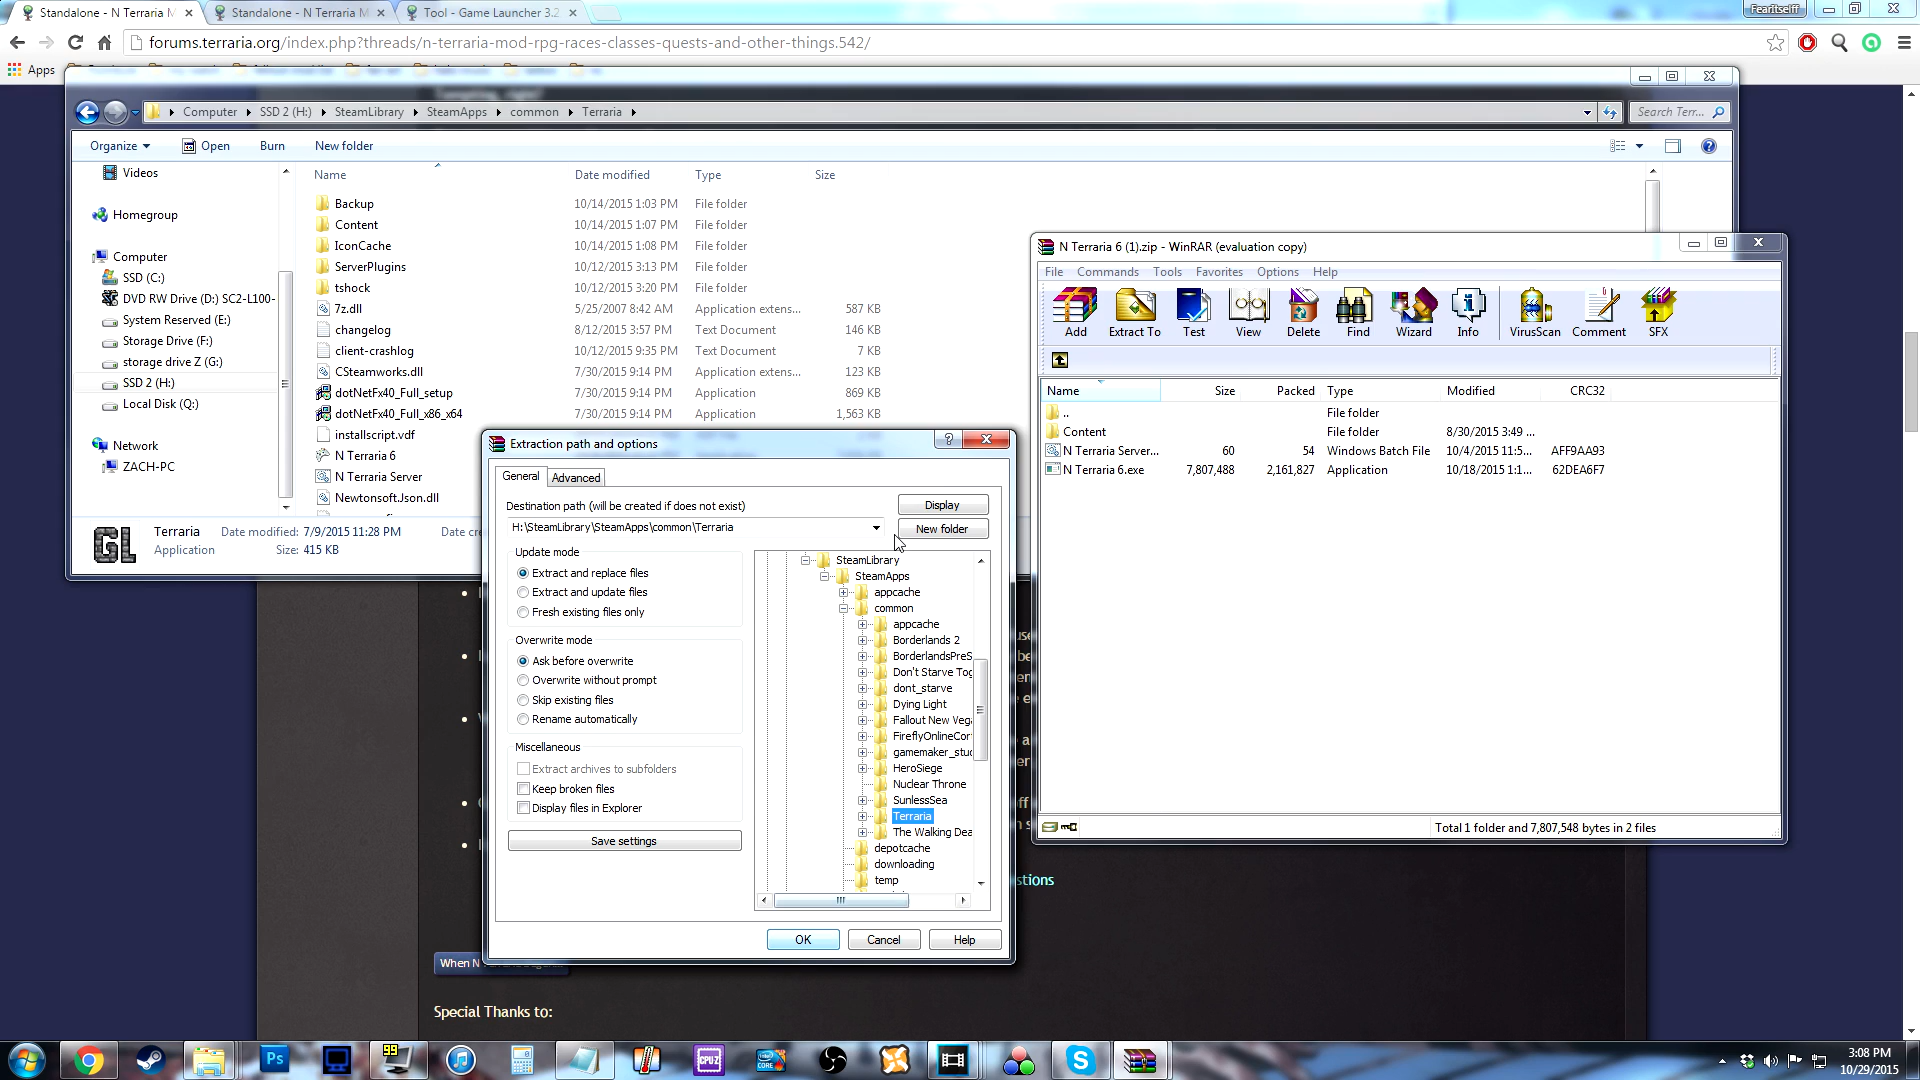 Standalone - N Terraria M
Standalone - N Terraria M
Tool - Game Launcher 3.2
Fearitself
forums.terraria.org/index.php?threads/n-terraria-mod-rpg-races-classes-quests-and-other-things.542/
Apps
Computer
SSD 2 (H:)
SteamLibrary
SteamApps
common
Terraria
Search Terr...
Organize
Open
Burn
New folder
Videos
Homegroup
Computer
SSD (C:)
DVD RW Drive (D:) SC2-L100-
System Reserved (E:)
Storage Drive (F:)
storage drive Z (G:)
SSD 2 (H:)
Local Disk (Q:)
Network
ZACH-PC
Name Date modified Type Size
Backup 10/14/2015 1:03 PM File folder
Content 10/14/2015 1:07 PM File folder
IconCache 10/14/2015 1:08 PM File folder
ServerPlugins 10/12/2015 3:13 PM File folder
tshock 10/12/2015 3:20 PM File folder
7z.dll 5/25/2007 8:42 AM Application extens... 587 KB
changelog 8/12/2015 3:57 PM Text Document 146 KB
client-crashlog 10/12/2015 9:35 PM Text Document 7 KB
CSteamworks.dll 7/30/2015 9:14 PM Application extens... 123 KB
dotNetFx40_Full_setup 7/30/2015 9:14 PM Application 869 KB
dotNetFx40_Full_x86_x64 7/30/2015 9:14 PM Application 1,563 KB
installscript.vdf
N Terraria 6
N Terraria Server
Newtonsoft.Json.dll
GL
Terraria Date modified: 7/9/2015 11:28 PM Date cre
Application Size: 415 KB
N Terraria 6 (1).zip - WinRAR (evaluation copy)
File Commands Tools Favorites Options Help
Add Extract To Test View Delete Find Wizard Info VirusScan Comment SFX
Name Size Packed Type Modified CRC32
.. File folder
Content File folder 8/30/2015 3:49 ...
N Terraria Server... 60 54 Windows Batch File 10/4/2015 11:5... AFF9AA93
N Terraria 6.exe 7,807,488 2,161,827 Application 10/18/2015 1:1... 62DEA6F7
Total 1 folder and 7,807,548 bytes in 2 files
Extraction path and options
General
Advanced
Destination path (will be created if does not exist)
Display
H:\SteamLibrary\SteamApps\common\Terraria
New folder
Update mode
Extract and replace files
Extract and update files
Fresh existing files only
Overwrite mode
Ask before overwrite
Overwrite without prompt
Skip existing files
Rename automatically
Miscellaneous
Extract archives to subfolders
Keep broken files
Display files in Explorer
Save settings
SteamLibrary
SteamApps
appcache
common
appcache
Borderlands 2
BorderlandsPreS
Don't Starve Tog
dont_starve
Dying Light
Fallout New Vega
FireflyOnlineCor
gamemaker_stud
HeroSiege
Nuclear Throne
SunlessSea
Terraria
The Walking Dea
depotcache
downloading
temp
OK
Cancel
Help
stions
When N
Special Thanks to:
Ps
99
CPUZ
CORE
3:08 PM
10/29/2015